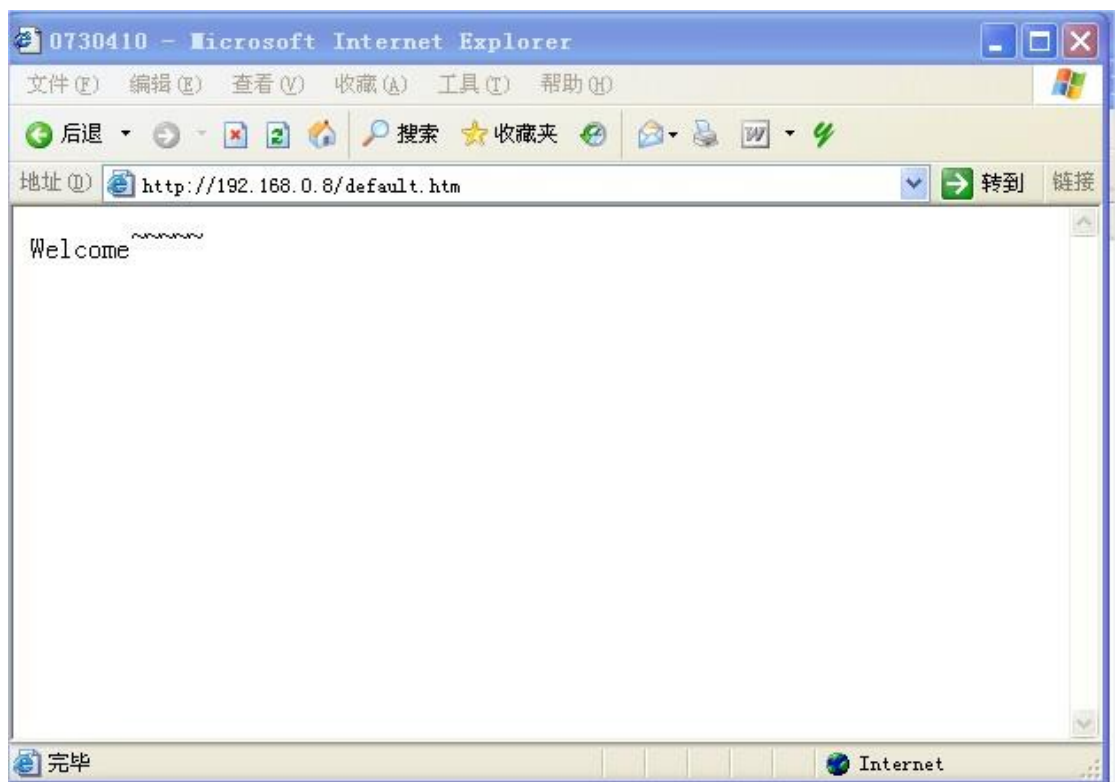 0730410 - Microsoft Internet Explorer
文件(F) 编辑(E) 查看(V) 收藏(A) 工具(T) 帮助(H)
后退 搜索 收藏夹
地址(D) http://192.168.0.8/default.htm 转到 链接
Welcome~~~~~
完毕 Internet